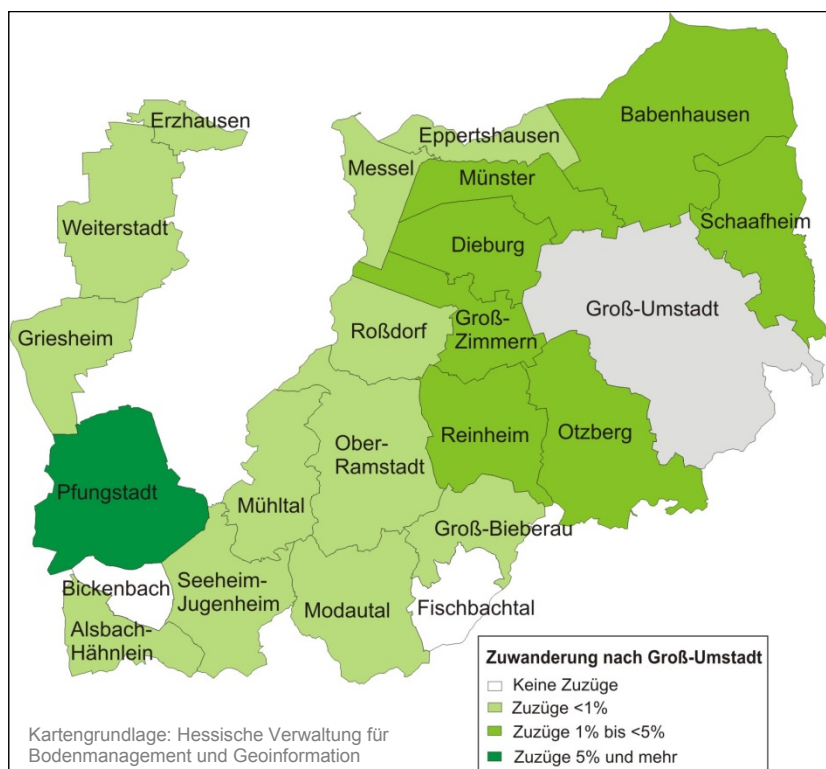 Erzhausen
Eppertshausen
Babenhausen
Messel
Münster
Weiterstadt
Schaafheim
Dieburg
Groß-Umstadt
Griesheim
Roßdorf
Groß-
Zimmern
Ober-
Ramstadt
Reinheim
Otzberg
Pfungstadt
Mühltal
Groß-Bieberau
Bickenbach
Seeheim-
Jugenheim
Modautal
Fischbachtal
Alsbach-
Hähnlein
Zuwanderung nach Groß-Umstadt
Keine Zuzüge
Zuzüge <1%
Zuzüge 1% bis <5%
Zuzüge 5% und mehr
Kartengrundlage: Hessische Verwaltung für
Bodenmanagement und Geoinformation